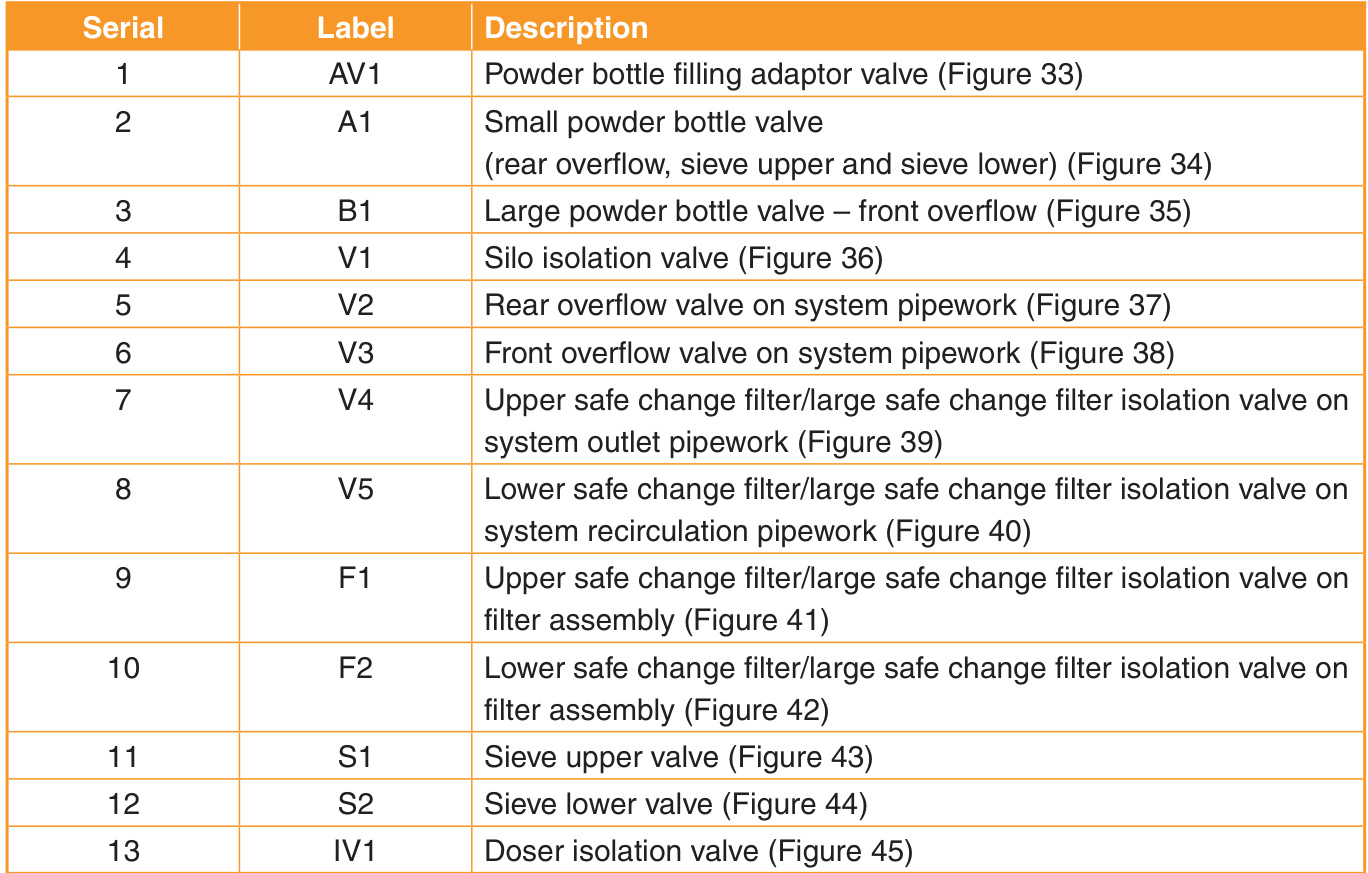 Serial Label Description
1 AV1 Powder bottle filling adaptor valve (Figure 33)
2 A1 Small powder bottle valve
(rear overflow, sieve upper and sieve lower) (Figure 34)
3 B1 Large powder bottle valve – front overflow (Figure 35)
4 V1 Silo isolation valve (Figure 36)
5 V2 Rear overflow valve on system pipework (Figure 37)
6 V3 Front overflow valve on system pipework (Figure 38)
7 V4 Upper safe change filter/large safe change filter isolation valve on
system outlet pipework (Figure 39)
8 V5 Lower safe change filter/large safe change filter isolation valve on
system recirculation pipework (Figure 40)
9 F1 Upper safe change filter/large safe change filter isolation valve on
filter assembly (Figure 41)
10 F2 Lower safe change filter/large safe change filter isolation valve on
filter assembly (Figure 42)
11 S1 Sieve upper valve (Figure 43)
12 S2 Sieve lower valve (Figure 44)
13 IV1 Doser isolation valve (Figure 45)